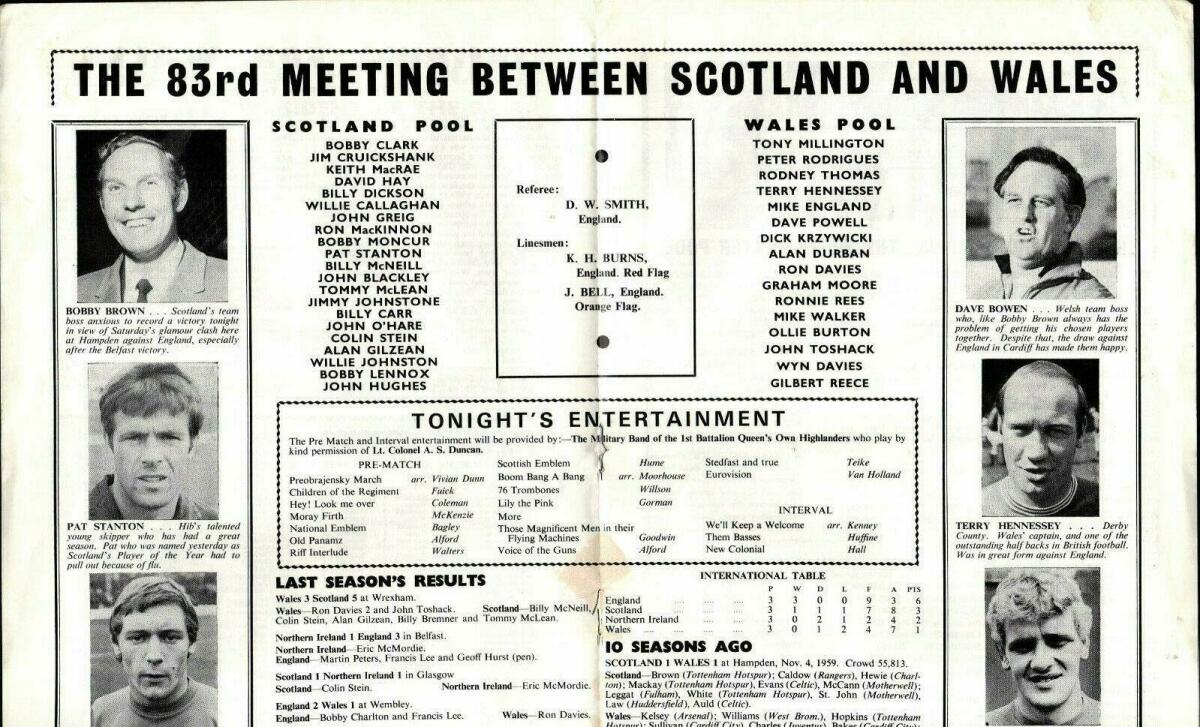 THE 83rd MEETING BETWEEN SCOTLAND AND WALES
BOBBY BROWN . . . Scotland's team
boss anxious to record a victory tonight
in view of Saturday's glamour clash here
at Hampden against England, especially
after the Belfast victory.
PAT STANTON . . . Hib's talented
young skipper who has had a great
season. Pat who was named yesterday as
Scotland's Player of the Year had to
pull out because of flu.
SCOTLAND POOL
BOBBY CLARK
JIM CRUICKSHANK
KEITH MacRAE
DAVID HAY
BILLY DICKSON
WILLIE CALLAGHAN
JOHN GREIG
RON MacKINNON
BOBBY MONCUR
PAT STANTON
BILLY McNEILL
JOHN BLACKLEY
TOMMY McLEAN
JIMMY JOHNSTONE
BILLY CARR
JOHN O'HARE
COLIN STEIN
ALAN GILZEAN
WILLIE JOHNSTON
BOBBY LENNOX
JOHN HUGHES
Referee:
D. W. SMITH,
England.
Linesmen:
K. H. BURNS,
England. Red Flag
J. BELL, England.
Orange Flag.
WALES POOL
TONY MILLINGTON
PETER RODRIGUES
RODNEY THOMAS
TERRY HENNESSEY
MIKE ENGLAND
DAVE POWELL
DICK KRZYWICKI
ALAN DURBAN
RON DAVIES
GRAHAM MOORE
RONNIE REES
MIKE WALKER
OLLIE BURTON
JOHN TOSHACK
WYN DAVIES
GILBERT REECE
DAVE BOWEN . . . Welsh team boss
who, like Bobby Brown always has the
problem of getting his chosen players
together. Despite that, the draw against
England in Cardiff has made them happy.
TERRY HENNESSEY . . . Derby
County. Wales' captain, and one of the
outstanding half backs in British football.
Was in great form against England.
TONIGHT'S ENTERTAINMENT
The Pre Match and Interval entertainment will be provided by:—The Military Band of the 1st Battalion Queen's Own Highlanders who play by
kind permission of Lt. Colonel A. S. Duncan.
PRE-MATCH
Preobrajensky March arr. Vivian Dunn
Children of the Regiment Fuick
Hey! Look me over Coleman
Moray Firth McKenzie
National Emblem Bagley
Old Panamz Alford
Riff Interlude Walters
Scottish Emblem Hume
Boom Bang A Bang arr. Moorhouse
76 Trombones Willson
Lily the Pink Gorman
More
Those Magnificent Men in their
Flying Machines Goodwin
Voice of the Guns Alford
Stedfast and true Teike
Eurovision Van Holland
INTERVAL
We'll Keep a Welcome arr. Kenney
Them Basses Huffine
New Colonial Hall
LAST SEASON'S RESULTS
Wales 3 Scotland 5 at Wrexham.
Wales—Ron Davies 2 and John Toshack. Scotland—Billy McNeill,
Colin Stein, Alan Gilzean, Billy Bremner and Tommy McLean.
Northern Ireland 1 England 3 in Belfast.
Northern Ireland—Eric McMordie.
England—Martin Peters, Francis Lee and Geoff Hurst (pen).
Scotland 1 Northern Ireland 1 in Glasgow
Scotland—Colin Stein. Northern Ireland—Eric McMordie.
England 2 Wales 1 at Wembley.
England—Bobby Charlton and Francis Lee. Wales—Ron Davies.
INTERNATIONAL TABLE
P W D L F A PTS
England .... .... .... 3 3 0 0 9 3 6
Scotland .... .... .... 3 1 1 1 7 8 3
Northern Ireland .... .... 3 0 2 1 2 4 2
Wales .... .... .... 3 0 1 2 4 7 1
10 SEASONS AGO
SCOTLAND 1 WALES 1 at Hampden, Nov. 4, 1959. Crowd 55,813.
Scotland—Brown (Tottenham Hotspur); Caldow (Rangers), Hewie (Charl-
ton); Mackay (Tottenham Hotspur), Evans (Celtic), McCann (Motherwell);
Leggat (Fulham), White (Tottenham Hotspur), St. John (Motherwell),
Law (Huddersfield), Auld (Celtic).
Wales—Kelsey (Arsenal); Williams (West Brom.), Hopkins (Tottenham
Hotspur); Sullivan (Cardiff City), Charles (Juventus), Baker (Cardiff City);